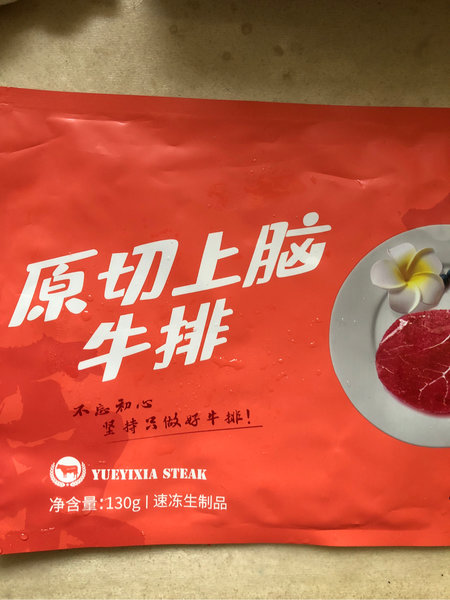 原切上脑
牛排
不忘初心
坚持只做好牛排!
YUEYIXIA STEAK
净含量:130g | 速冻生制品